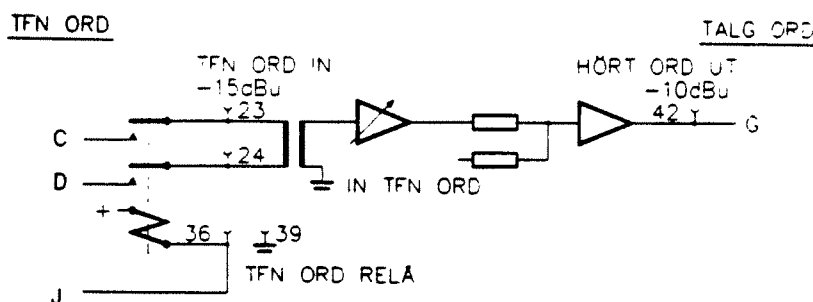 TFN ORD
TALG ORD
TFN ORD IN
-15dBu
HÖRT ORD UT
-10dBu
23
42
G
C
24
D
IN TFN ORD
+
36
39
TFN ORD RELÄ
J